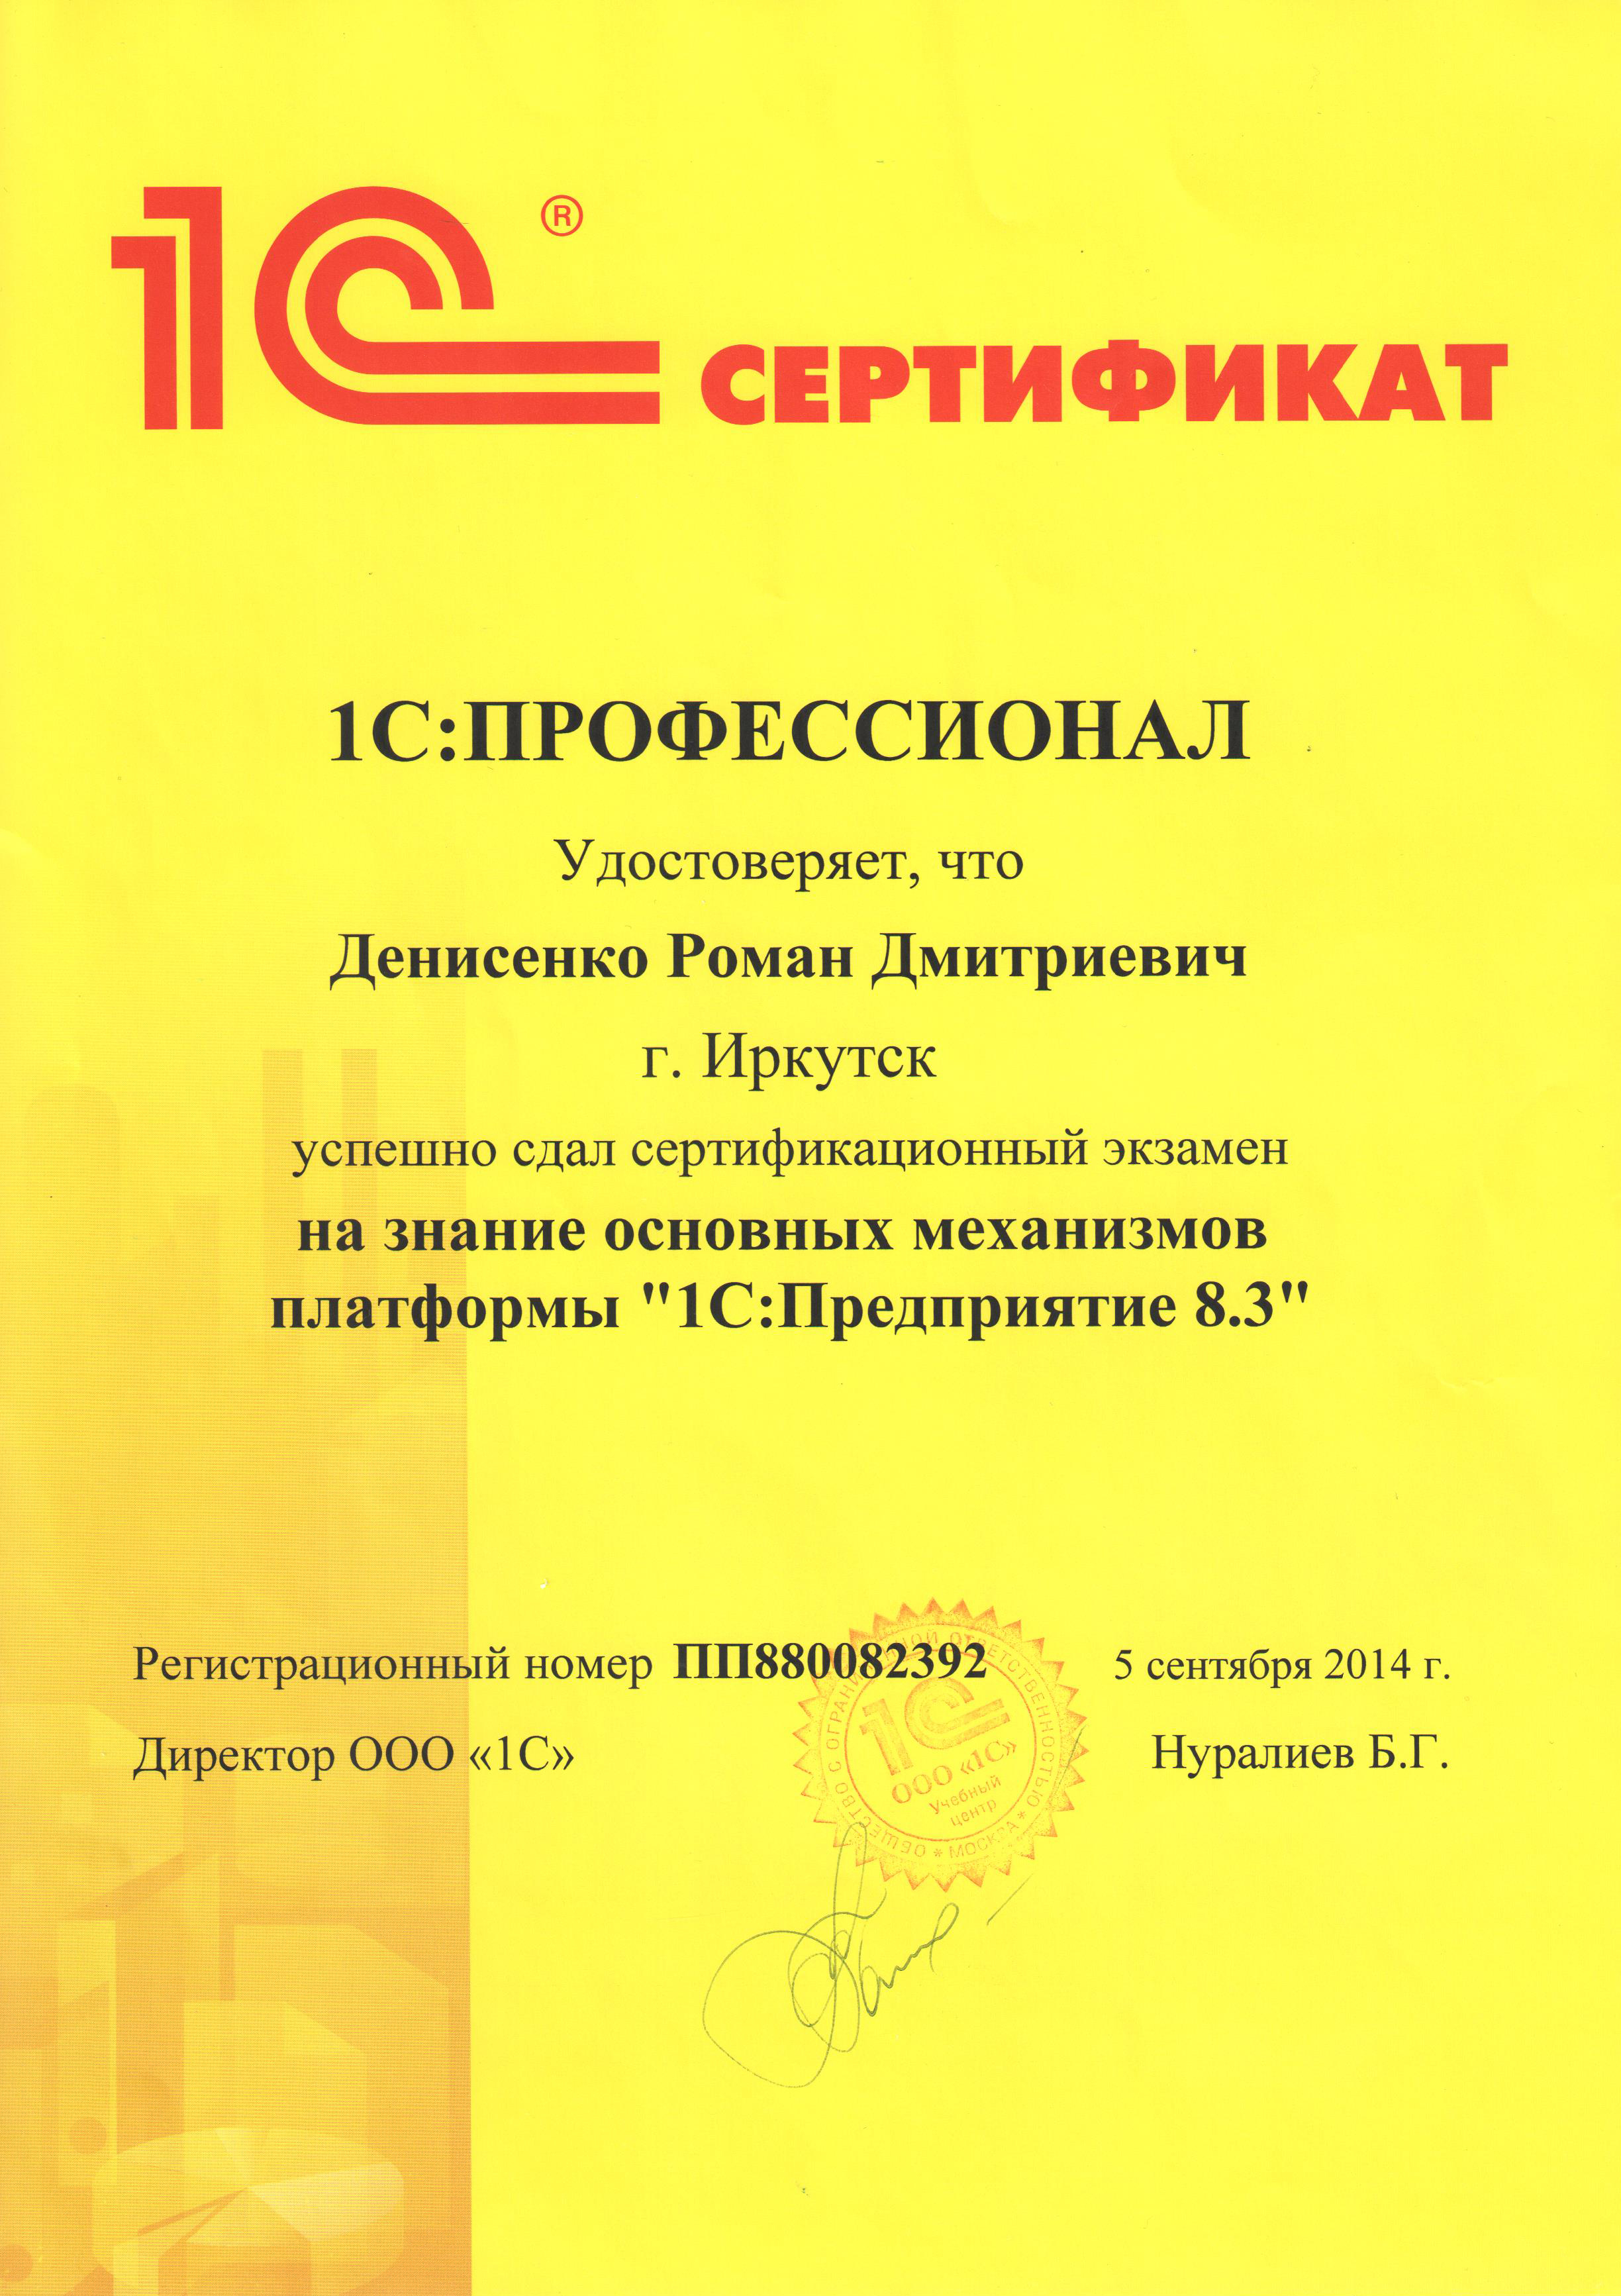 1С ®
СЕРТИФИКАТ
1С:ПРОФЕССИОНАЛ
Удостоверяет, что
Денисенко Роман Дмитриевич
г. Иркутск
успешно сдал сертификационный экзамен
на знание основных механизмов
платформы "1С:Предприятие 8.3"
Регистрационный номер ПП880082392 5 сентября 2014 г.
Директор ООО «1С» Нуралиев Б.Г.
ОБЩЕСТВО С ОГРАНИЧЕННОЙ ОТВЕТСТВЕННОСТЬЮ * МОСКВА *
1С
ООО «1С»
Учебный
центр